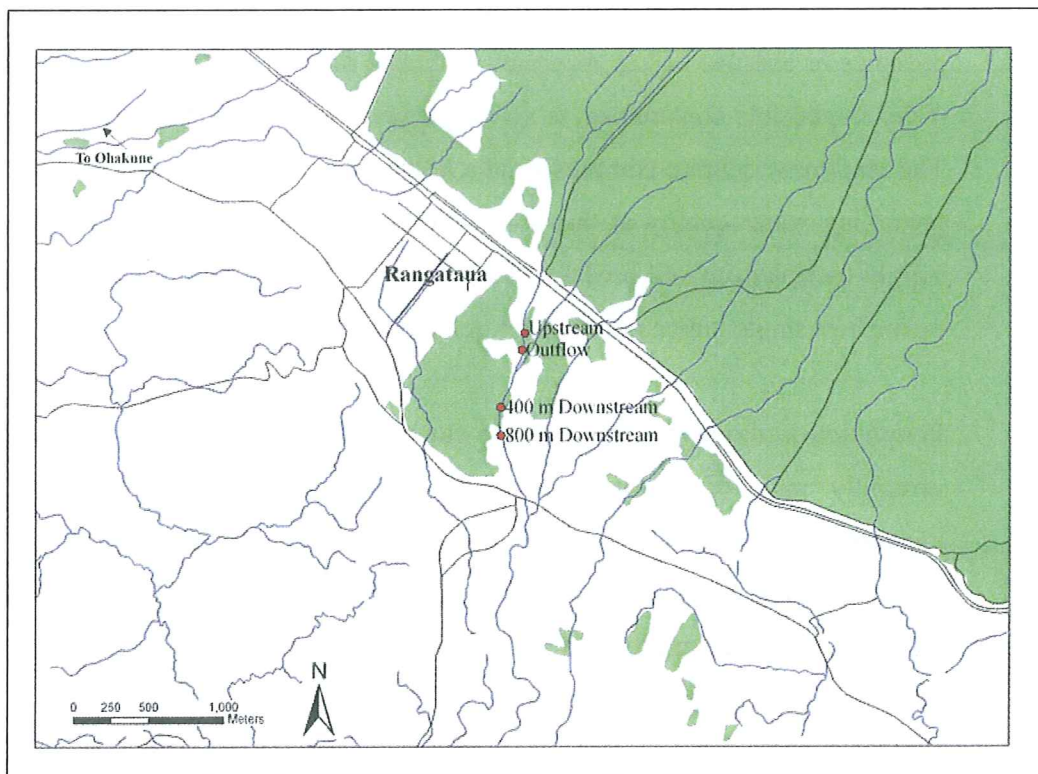 To Ohakune
Rangataua
Upstream
Outflow
400 m Downstream
800 m Downstream
N
0 250 500 1,000
Meters